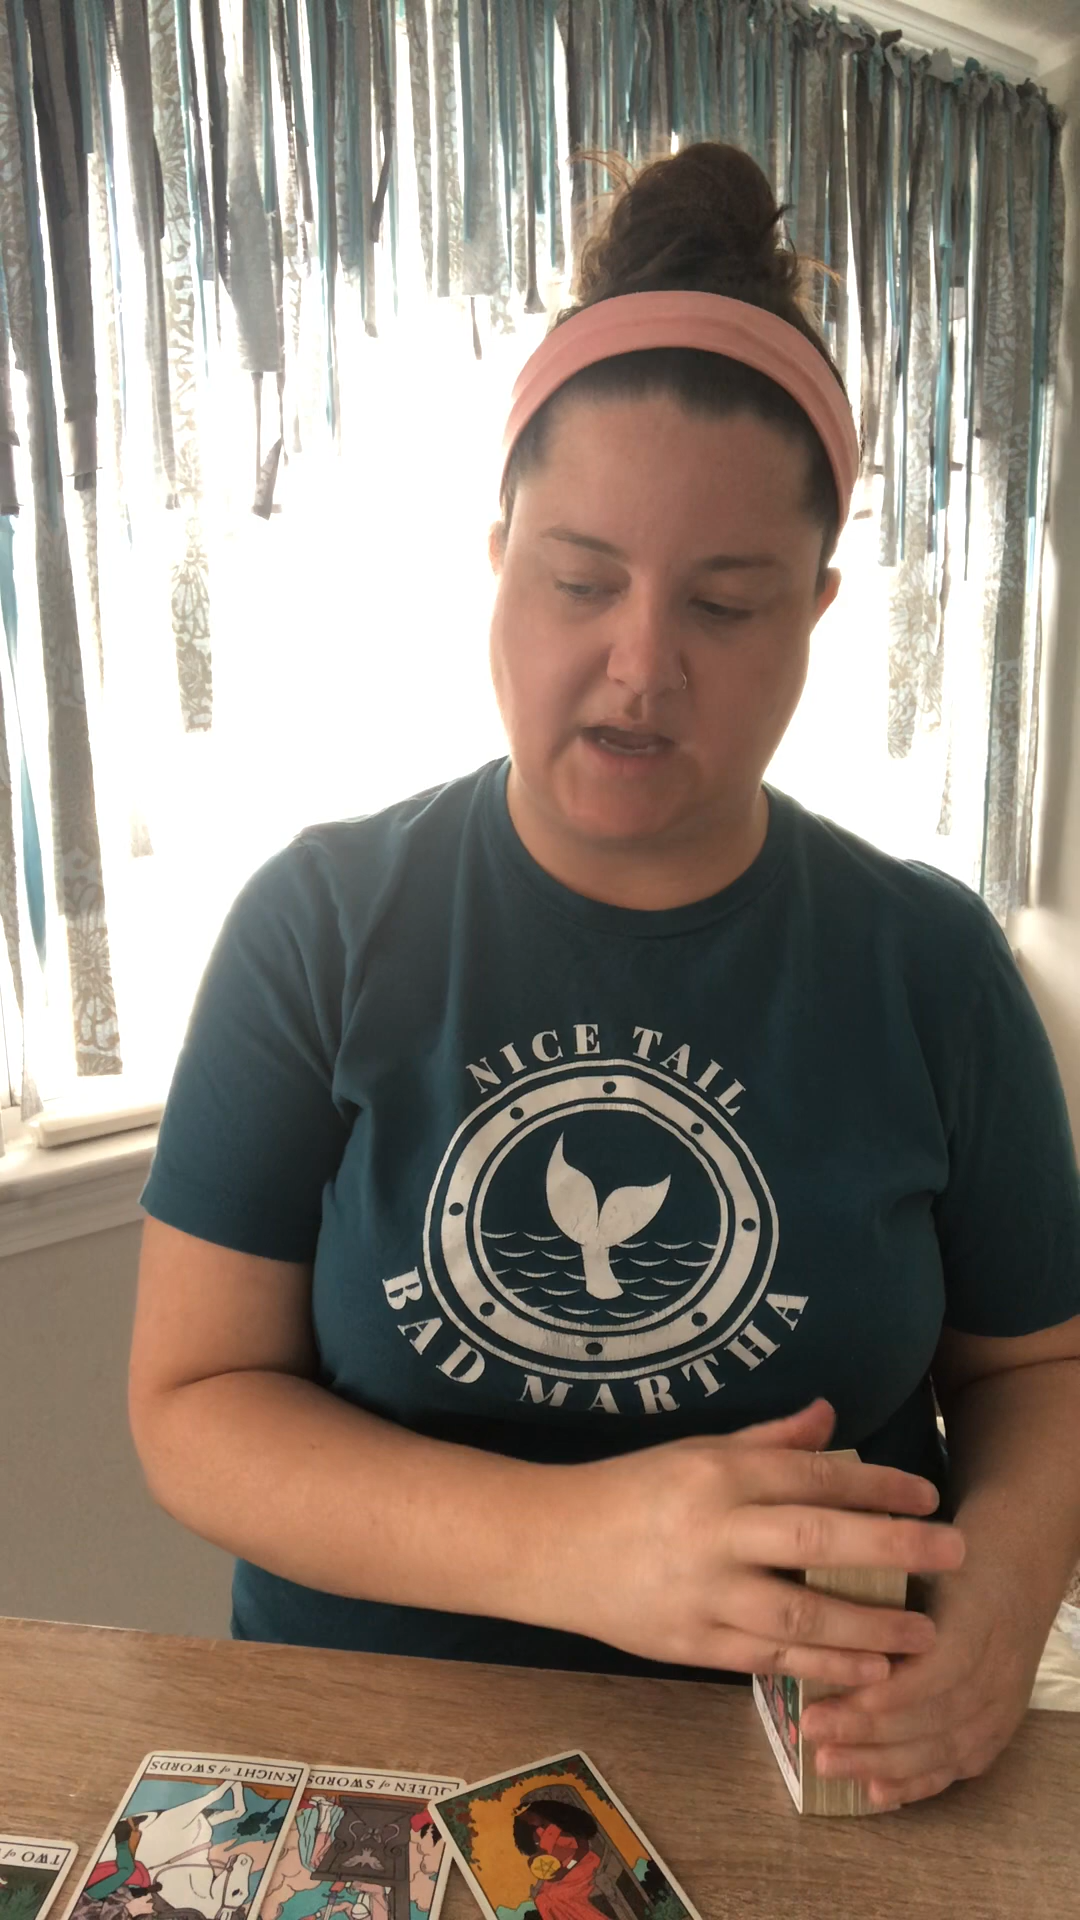 NICE TAIL
BAD MARTHA
KNIGHT of SWORDS
QUEEN of SWORDS
TWO of